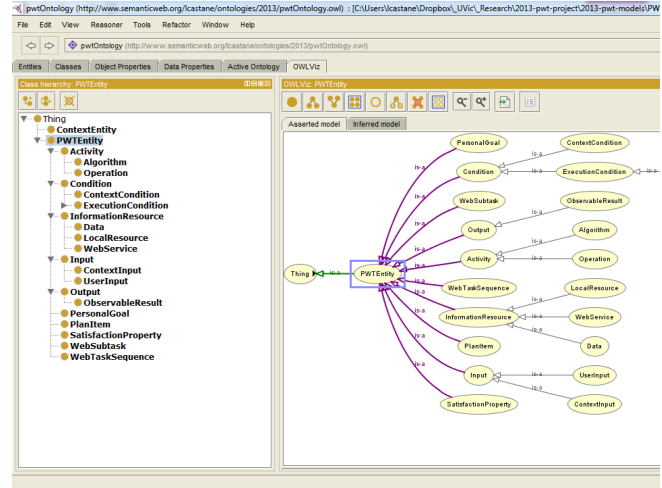 pwtOntology (http://www.semanticweb.org/lcastane/ontologies/2013/pwtOntology.owl) : [C:\Users\lcastane\Dropbox\_UVic\_Research\2013-pwt-project\2013-pwt-models\PW
File Edit View Reasoner Tools Refactor Window Help
pwtOntology (http://www.semanticweb.org/lcastane/ontologies/2013/pwtOntology.owl)
Entities Classes Object Properties Data Properties Active Ontology OWLViz
Class hierarchy: PWTEntity
Thing
ContextEntity
PWTEntity
Activity
Algorithm
Operation
Condition
ContextCondition
ExecutionCondition
InformationResource
Data
LocalResource
WebService
Input
ContextInput
UserInput
Output
ObservableResult
PersonalGoal
PlanItem
SatisfactionProperty
WebSubtask
WebTaskSequence
OWLViz: PWTEntity
Asserted model Inferred model
PersonalGoal ContextCondition
is-a
is-a
Condition is-a ExecutionCondition is-a
is-a
WebSubtask ObservableResult
is-a
is-a
Output Algorithm
is-a
is-a
Activity is-a Operation
is-a
Thing is-a PWTEntity
is-a
WebTaskSequence LocalResource
is-a
is-a
InformationResource is-a WebService
is-a
is-a
PlanItem Data
is-a
Input is-a UserInput
is-a
is-a
SatisfactionProperty ContextInput